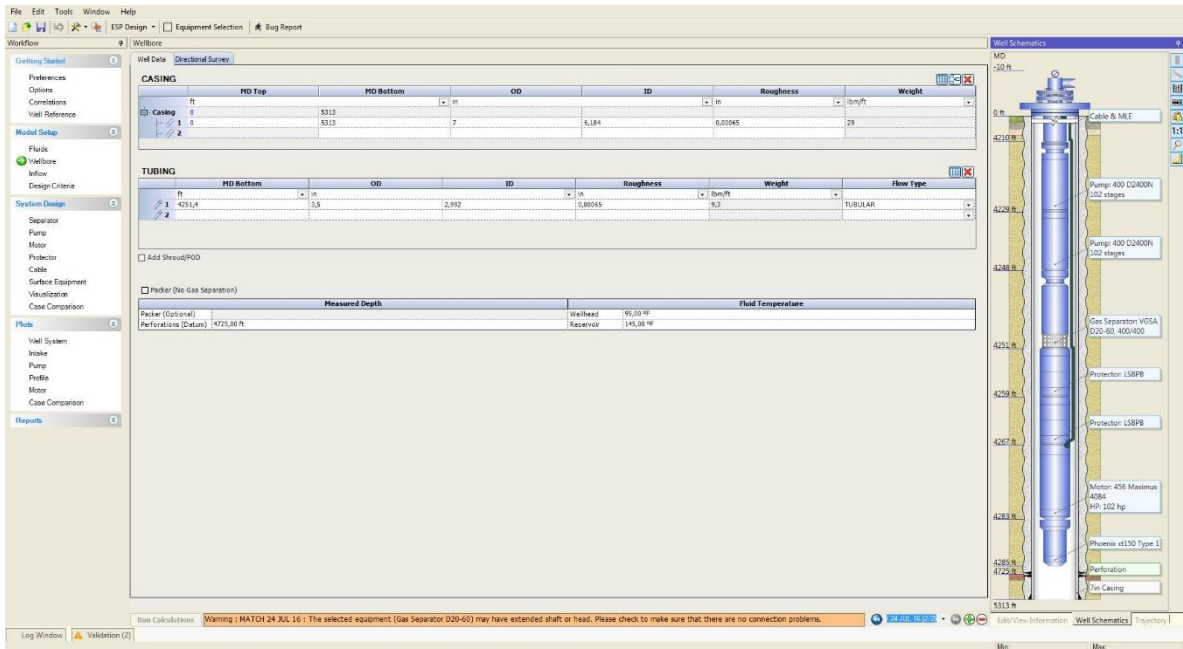 File Edit Tools Window Help
ESP Design Equipment Selection Bug Report
Workflow
Getting Started
Preferences
Options
Correlations
Well Reference
Model Setup
Fluids
Wellbore
Inflow
Design Criteria
System Design
Separator
Pump
Motor
Protector
Cable
Surface Equipment
Visualization
Case Comparison
Plots
Well System
Intake
Pump
Profile
Motor
Case Comparison
Reports
Wellbore
Well Data Directional Survey
CASING
MD Top MD Bottom OD ID Roughness Weight
ft in in lbm/ft
Casing 0 5313
1 0 5313 7 6,184 0,00065 29
2
TUBING
MD Bottom OD ID Roughness Weight Flow Type
ft in in lbm/ft
1 4251,4 3,5 2,992 0,00065 9,3 TUBULAR
2
Add Shroud/POD
Packer (No Gas Separation)
Measured Depth Fluid Temperature
Packer (Optional) Wellhead 95,00 ºF
Perforations (Datum) 4725,00 ft Reservoir 145,00 ºF
Run Calculations Warning : MATCH 24 JUL 16 : The selected equipment (Gas Separator D20-60) may have extended shaft or head. Please check to make sure that there are no connection problems.
24 JUL 16 (2/2)
Well Schematics
MD
-10 ft
0 ft
Cable & MLE
4210 ft
Pump: 400 D2400N
102 stages
4229 ft
Pump: 400 D2400N
102 stages
4248 ft
Gas Separator: VGSA
D20-60, 400/400
4251 ft
Protector: LSBPB
4259 ft
Protector: LSBPB
4267 ft
Motor: 456 Maximus
4084
HP: 102 hp
4283 ft
Phoenix xt150 Type 1
4285 ft
4725 ft
Perforation
7in Casing
5313 ft
1:1
Edit/View Information Well Schematics Trajectory
Log Window Validation (2)
Min: Max: